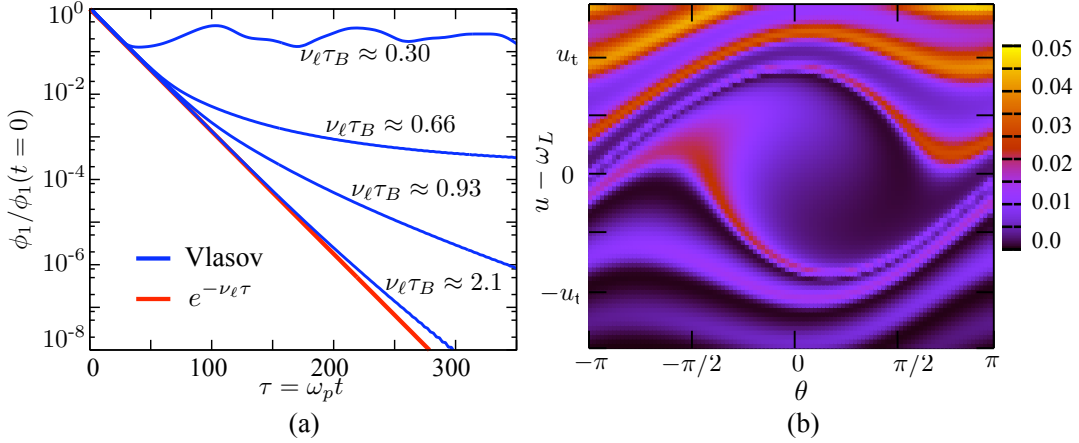 10^0
10^{-2}
10^{-4}
10^{-6}
10^{-8}
ϕ_1/ϕ_1(t = 0)
ν_ℓτ_B ≈ 0.30
ν_ℓτ_B ≈ 0.66
ν_ℓτ_B ≈ 0.93
ν_ℓτ_B ≈ 2.1
Vlasov
e^{-ν_ℓτ}
0 100 200 300
τ = ω_pt
(a)
u_t
0
-u_t
u - ω_L
-π -π/2 0 π/2 π
θ
(b)
0.05
0.04
0.03
0.02
0.01
0.0